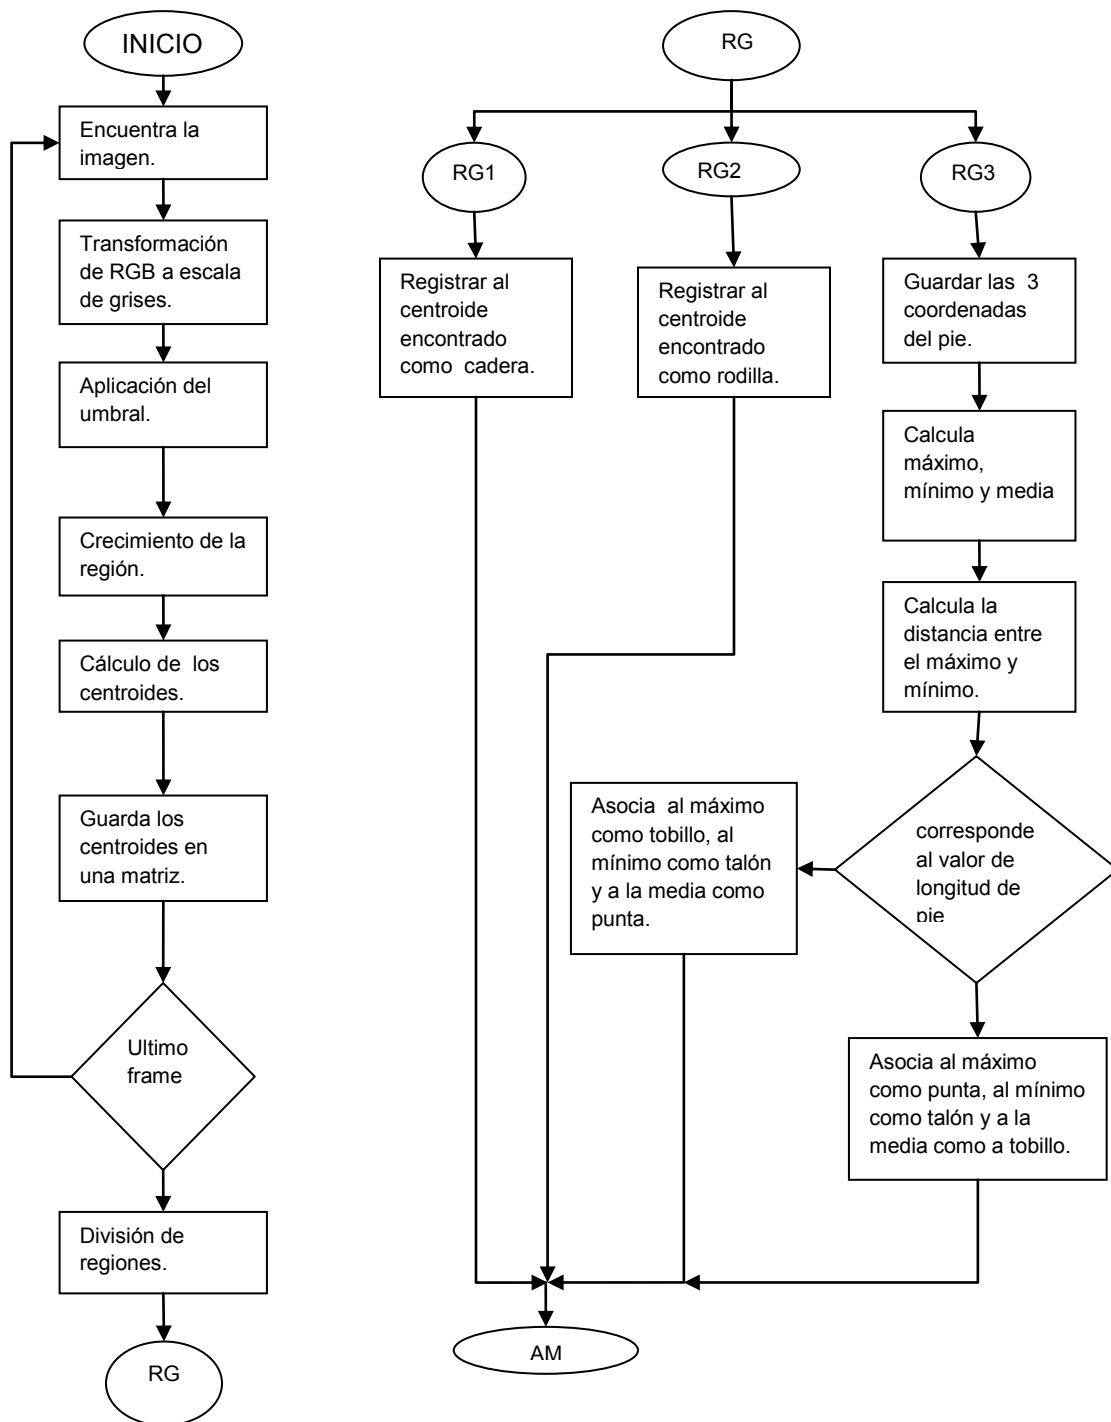 INICIO
Encuentra la
imagen.
Transformación
de RGB a escala
de grises.
Aplicación del
umbral.
Crecimiento de la
región.
Cálculo de los
centroides.
Guarda los
centroides en
una matriz.
Ultimo
frame
División de
regiones.
RG
RG
RG1
RG2
RG3
Registrar al
centroide
encontrado
como cadera.
Registrar al
centroide
encontrado
como rodilla.
Guardar las 3
coordenadas
del pie.
Calcula
máximo,
mínimo y media
Calcula la
distancia entre
el máximo y
mínimo.
corresponde
al valor de
longitud de
pie
Asocia al máximo
como tobillo, al
mínimo como talón
y a la media como
punta.
Asocia al máximo
como punta, al mínimo
como talón y a la
media como a tobillo.
AM